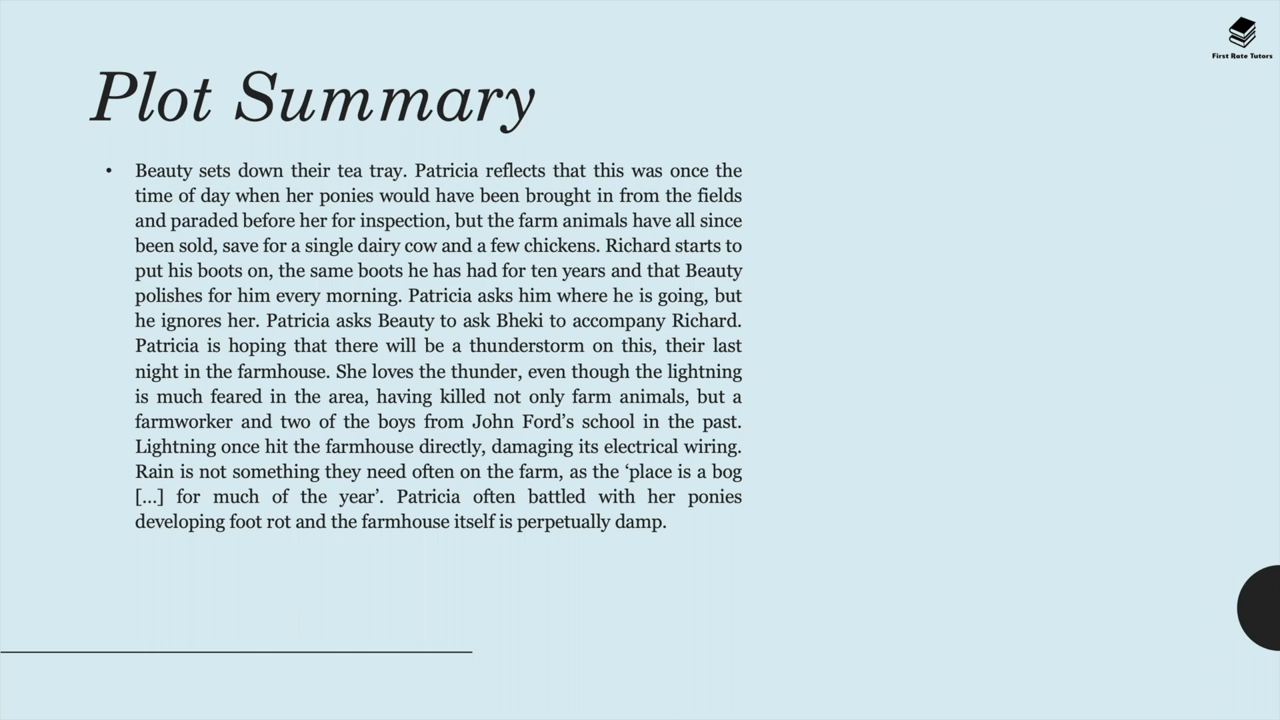 First Rate Tutors
Plot Summary
• Beauty sets down their tea tray. Patricia reflects that this was once the
time of day when her ponies would have been brought in from the fields
and paraded before her for inspection, but the farm animals have all since
been sold, save for a single dairy cow and a few chickens. Richard starts to
put his boots on, the same boots he has had for ten years and that Beauty
polishes for him every morning. Patricia asks him where he is going, but
he ignores her. Patricia asks Beauty to ask Bheki to accompany Richard.
Patricia is hoping that there will be a thunderstorm on this, their last
night in the farmhouse. She loves the thunder, even though the lightning
is much feared in the area, having killed not only farm animals, but a
farmworker and two of the boys from John Ford’s school in the past.
Lightning once hit the farmhouse directly, damaging its electrical wiring.
Rain is not something they need often on the farm, as the ‘place is a bog
[…] for much of the year’. Patricia often battled with her ponies
developing foot rot and the farmhouse itself is perpetually damp.